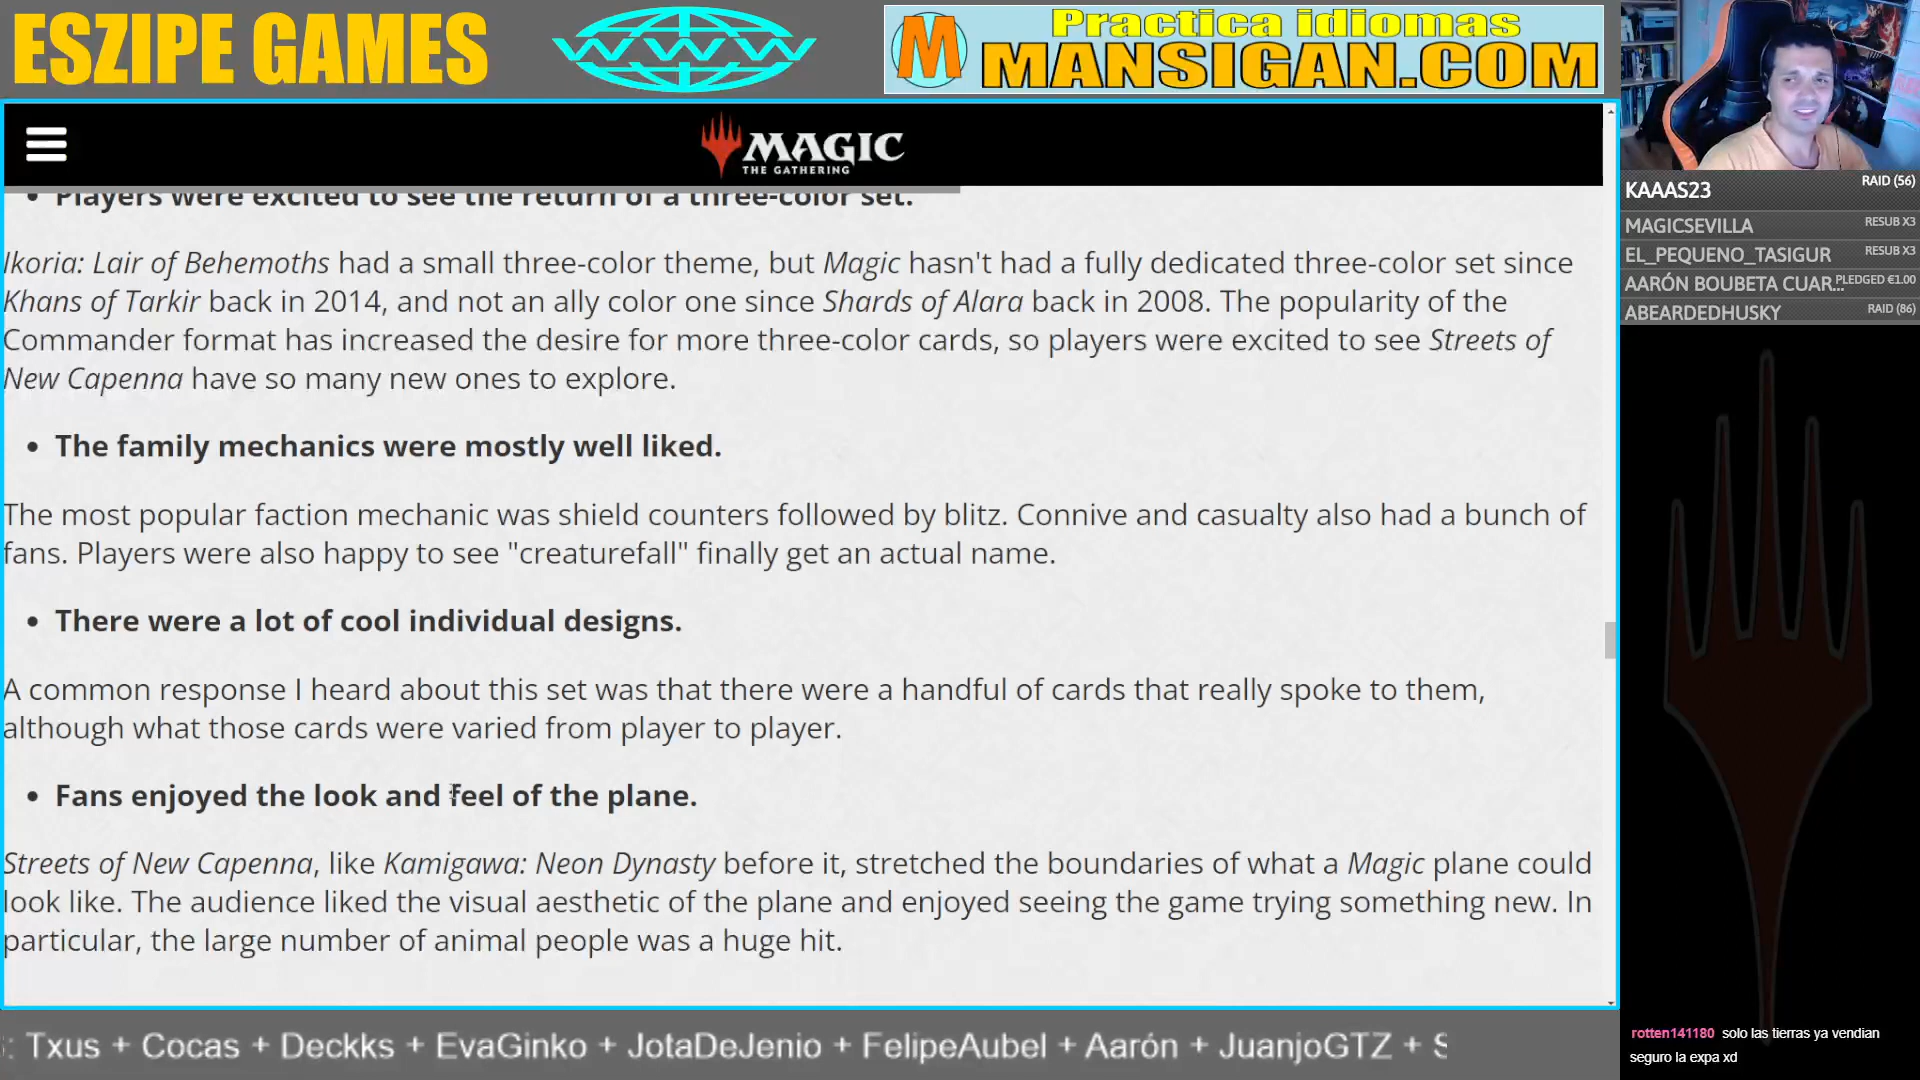 ESZIPE GAMES
WWW
Practica idiomas
M MANSIGAN.COM
MAGIC
THE GATHERING
• Players were excited to see the return of a three-color set.
Ikoria: Lair of Behemoths had a small three-color theme, but Magic hasn't had a fully dedicated three-color set since
Khans of Tarkir back in 2014, and not an ally color one since Shards of Alara back in 2008. The popularity of the
Commander format has increased the desire for more three-color cards, so players were excited to see Streets of
New Capenna have so many new ones to explore.
• The family mechanics were mostly well liked.
The most popular faction mechanic was shield counters followed by blitz. Connive and casualty also had a bunch of
fans. Players were also happy to see "creaturefall" finally get an actual name.
• There were a lot of cool individual designs.
A common response I heard about this set was that there were a handful of cards that really spoke to them,
although what those cards were varied from player to player.
• Fans enjoyed the look and feel of the plane.
Streets of New Capenna, like Kamigawa: Neon Dynasty before it, stretched the boundaries of what a Magic plane could
look like. The audience liked the visual aesthetic of the plane and enjoyed seeing the game trying something new. In
particular, the large number of animal people was a huge hit.
KAAAS23 RAID (56)
MAGICSEVILLA RESUB X3
EL_PEQUENO_TASIGUR RESUB X3
AARÓN BOUBETA CUAR... PLEDGED €1.00
ABEARDEDHUSKY RAID (86)
rotten141180 solo las tierras ya vendian
seguro la expa xd
: Txus + Cocas + Deckks + EvaGinko + JotaDeJenio + FelipeAubel + Aarón + JuanjoGTZ + S